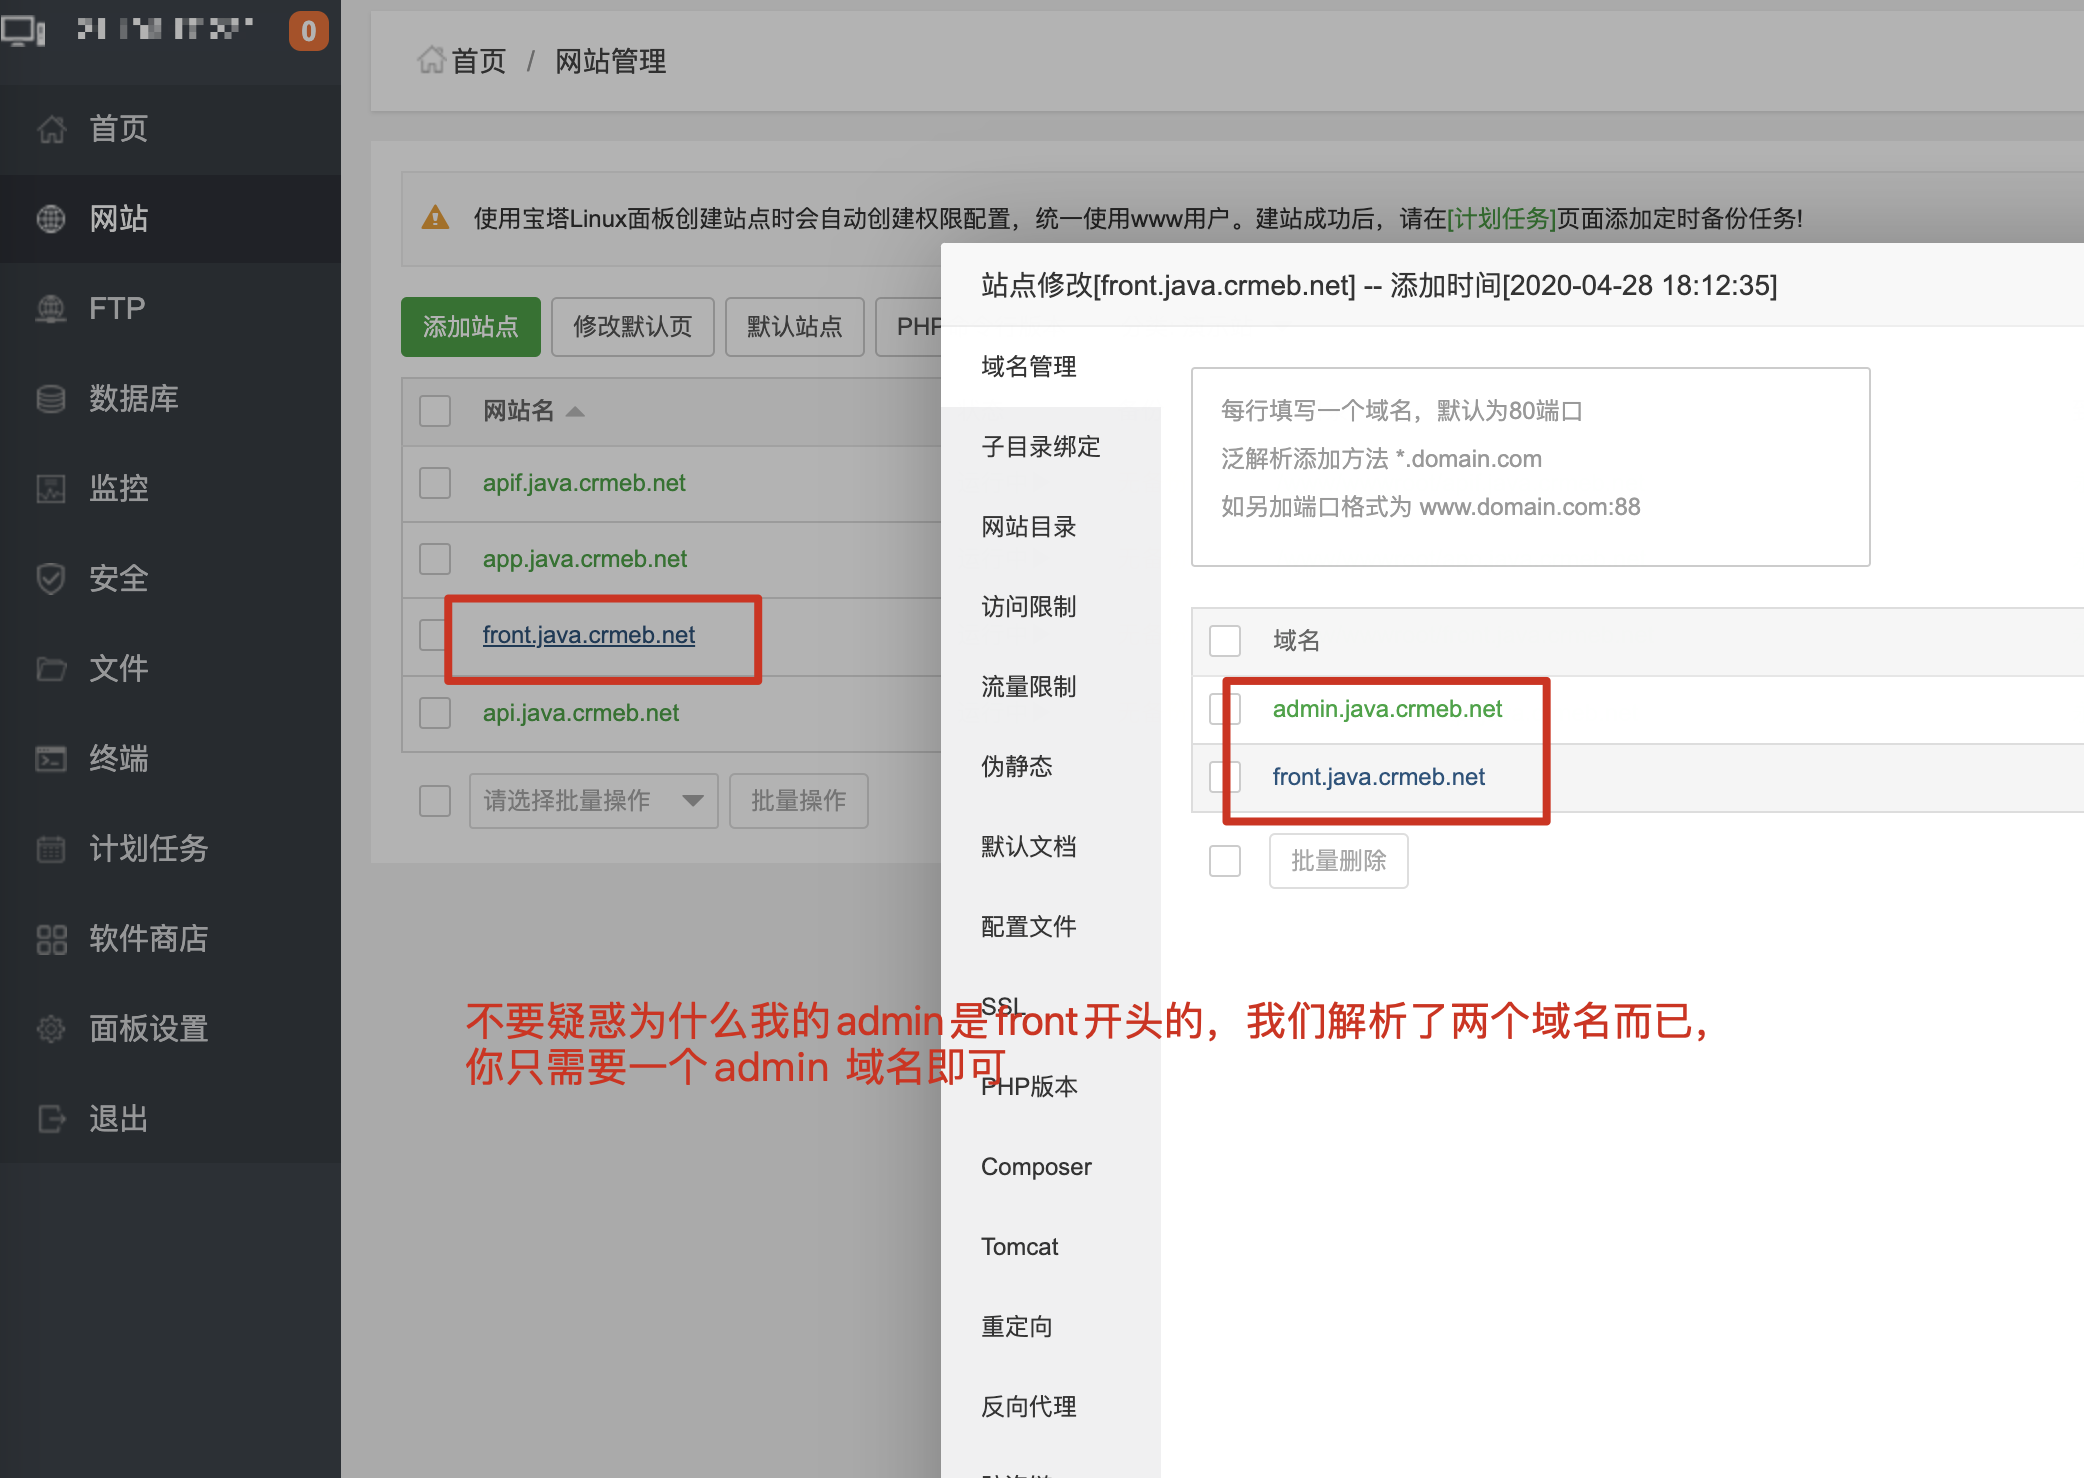 0
首页
网站
FTP
数据库
监控
安全
文件
终端
计划任务
软件商店
面板设置
退出
首页 / 网站管理
使用宝塔Linux面板创建站点时会自动创建权限配置，统一使用www用户。建站成功后，请在[计划任务]页面添加定时备份任务!
添加站点
修改默认页
默认站点
PHP
网站名
apif.java.crmeb.net
app.java.crmeb.net
front.java.crmeb.net
api.java.crmeb.net
请选择批量操作
批量操作
站点修改[front.java.crmeb.net] -- 添加时间[2020-04-28 18:12:35]
域名管理
子目录绑定
网站目录
访问限制
流量限制
伪静态
默认文档
配置文件
SSL
PHP版本
Composer
Tomcat
重定向
反向代理
每行填写一个域名，默认为80端口
泛解析添加方法 *.domain.com
如另加端口格式为 www.domain.com:88
域名
admin.java.crmeb.net
front.java.crmeb.net
批量删除
不要疑惑为什么我的admin是front开头的，我们解析了两个域名而已，
你只需要一个admin 域名即可